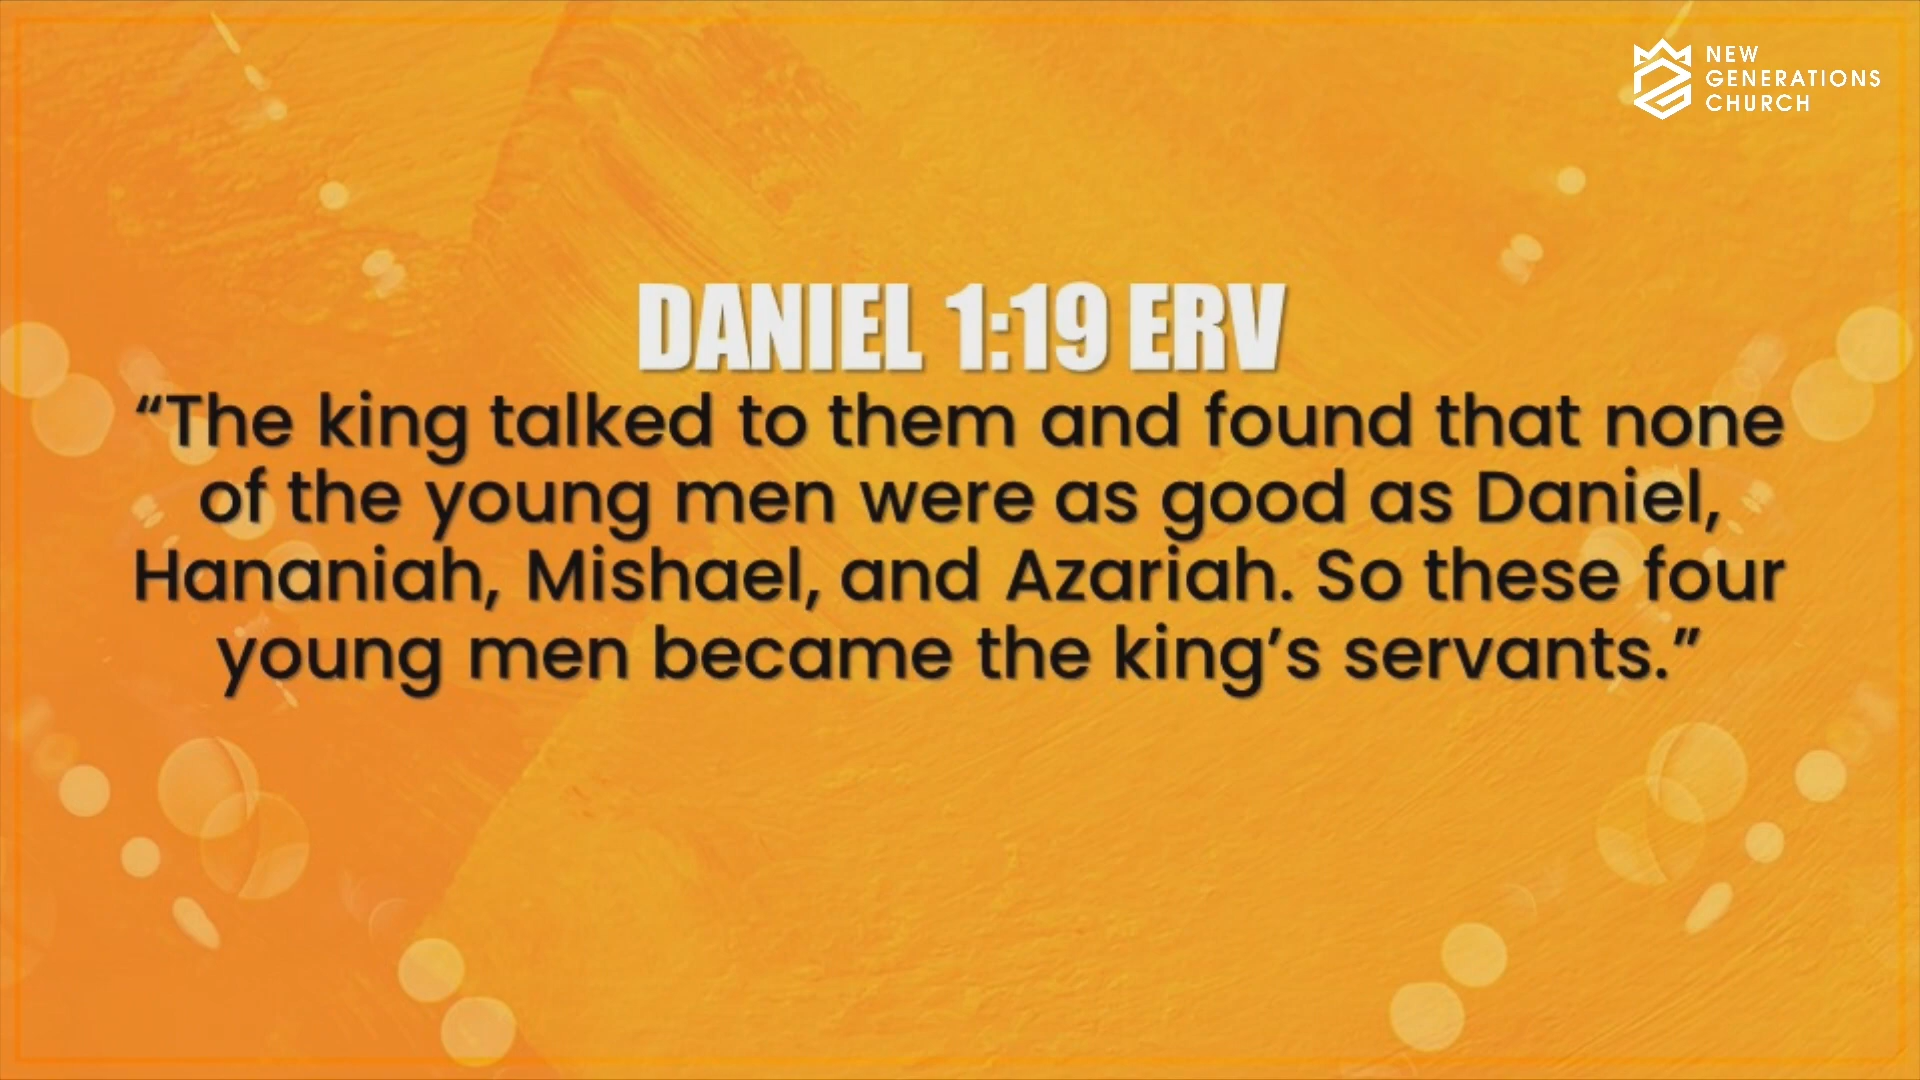 NEW
GENERATIONS
CHURCH
DANIEL 1:19 ERV
“The king talked to them and found that none
of the young men were as good as Daniel,
Hananiah, Mishael, and Azariah. So these four
young men became the king’s servants.”